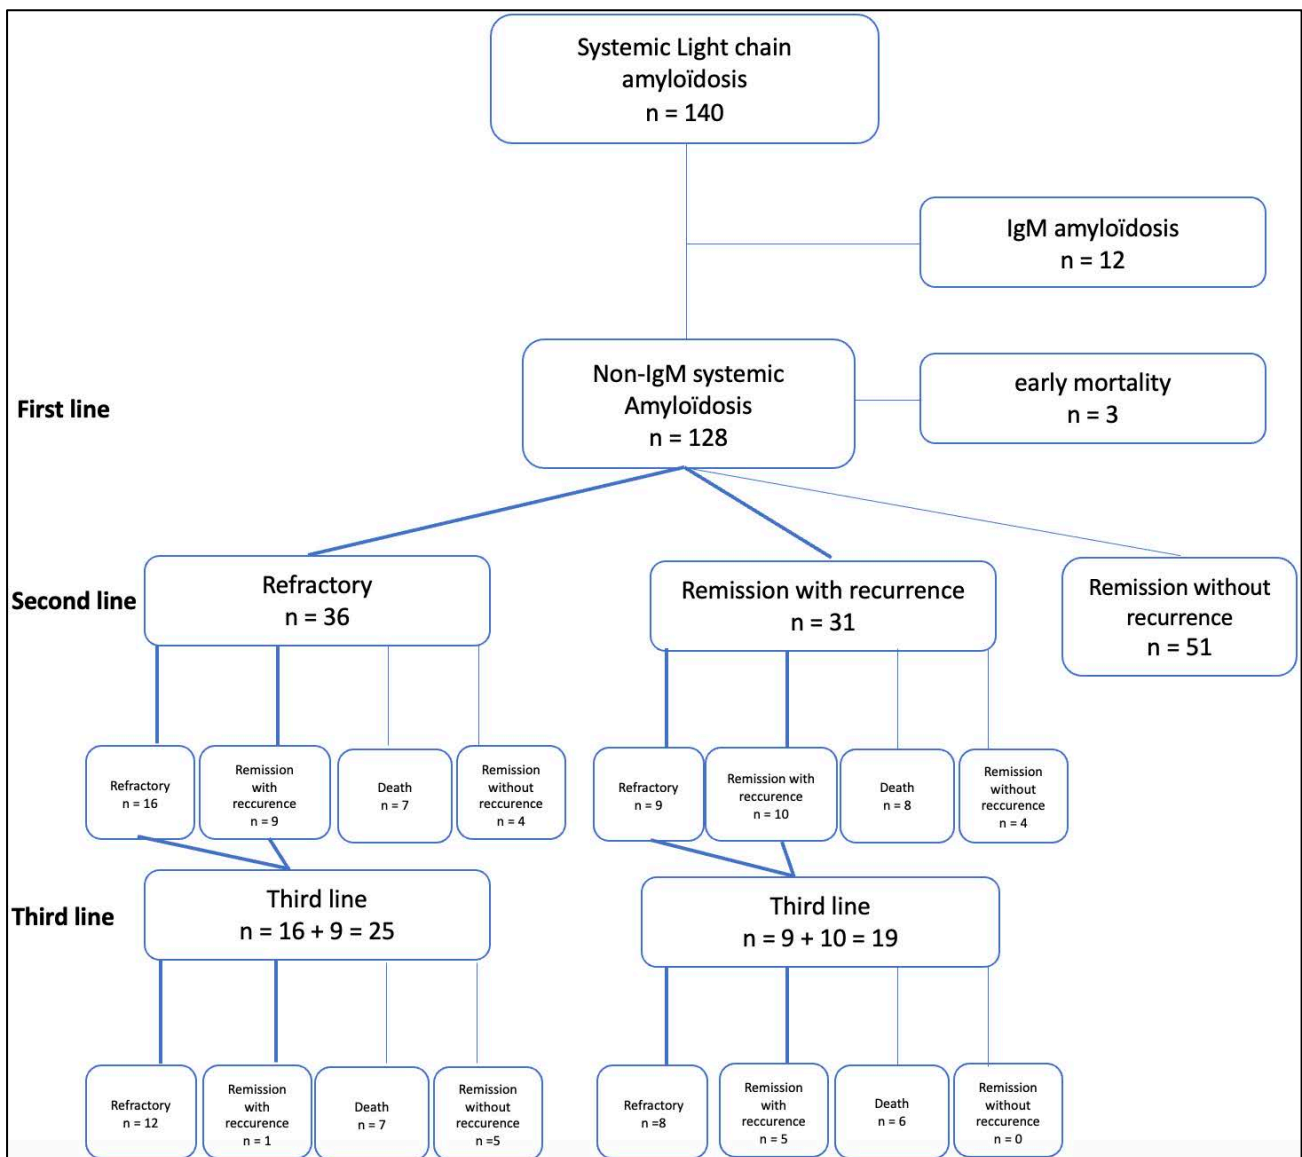 Systemic Light chain
amyloïdosis
n = 140
IgM amyloïdosis
n = 12
Non-IgM systemic
Amyloïdosis
n = 128
early mortality
n = 3
First line
Second line
Refractory
n = 36
Remission with recurrence
n = 31
Remission without
recurrence
n = 51
Refractory
n = 16
Remission
with
reccurence
n = 9
Death
n = 7
Remission
without
reccurence
n = 4
Refractory
n = 9
Remission with
reccurence
n = 10
Death
n = 8
Remission
without
reccurence
n = 4
Third line
Third line
n = 16 + 9 = 25
Third line
n = 9 + 10 = 19
Refractory
n = 12
Remission
with
reccurence
n = 1
Death
n = 7
Remission
without
reccurence
n =5
Refractory
n =8
Remission
with
reccurence
n = 5
Death
n = 6
Remission
without
reccurence
n = 0